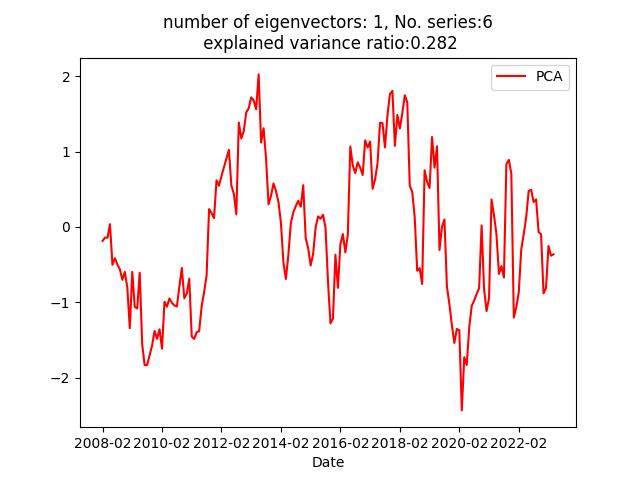 number of eigenvectors: 1, No. series:6
explained variance ratio:0.282
PCA
2
1
0
−1
−2
2008-02 2010-02 2012-02 2014-02 2016-02 2018-02 2020-02 2022-02
Date